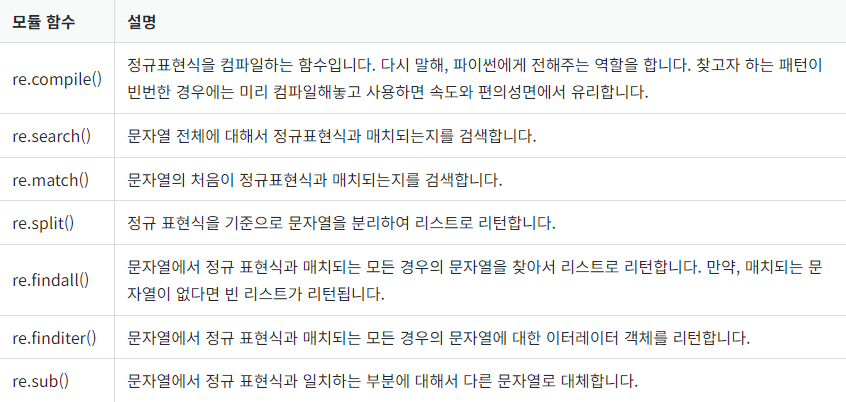 모듈 함수 설명
re.compile() 정규표현식을 컴파일하는 함수입니다. 다시 말해, 파이썬에게 전해주는 역할을 합니다. 찾고자 하는 패턴이
빈번한 경우에는 미리 컴파일해놓고 사용하면 속도와 편의성면에서 유리합니다.
re.search() 문자열 전체에 대해서 정규표현식과 매치되는지를 검색합니다.
re.match() 문자열의 처음이 정규표현식과 매치되는지를 검색합니다.
re.split() 정규 표현식을 기준으로 문자열을 분리하여 리스트로 리턴합니다.
re.findall() 문자열에서 정규 표현식과 매치되는 모든 경우의 문자열을 찾아서 리스트로 리턴합니다. 만약, 매치되는 문
자열이 없다면 빈 리스트가 리턴됩니다.
re.finditer() 문자열에서 정규 표현식과 매치되는 모든 경우의 문자열에 대한 이터레이터 객체를 리턴합니다.
re.sub() 문자열에서 정규 표현식과 일치하는 부분에 대해서 다른 문자열로 대체합니다.